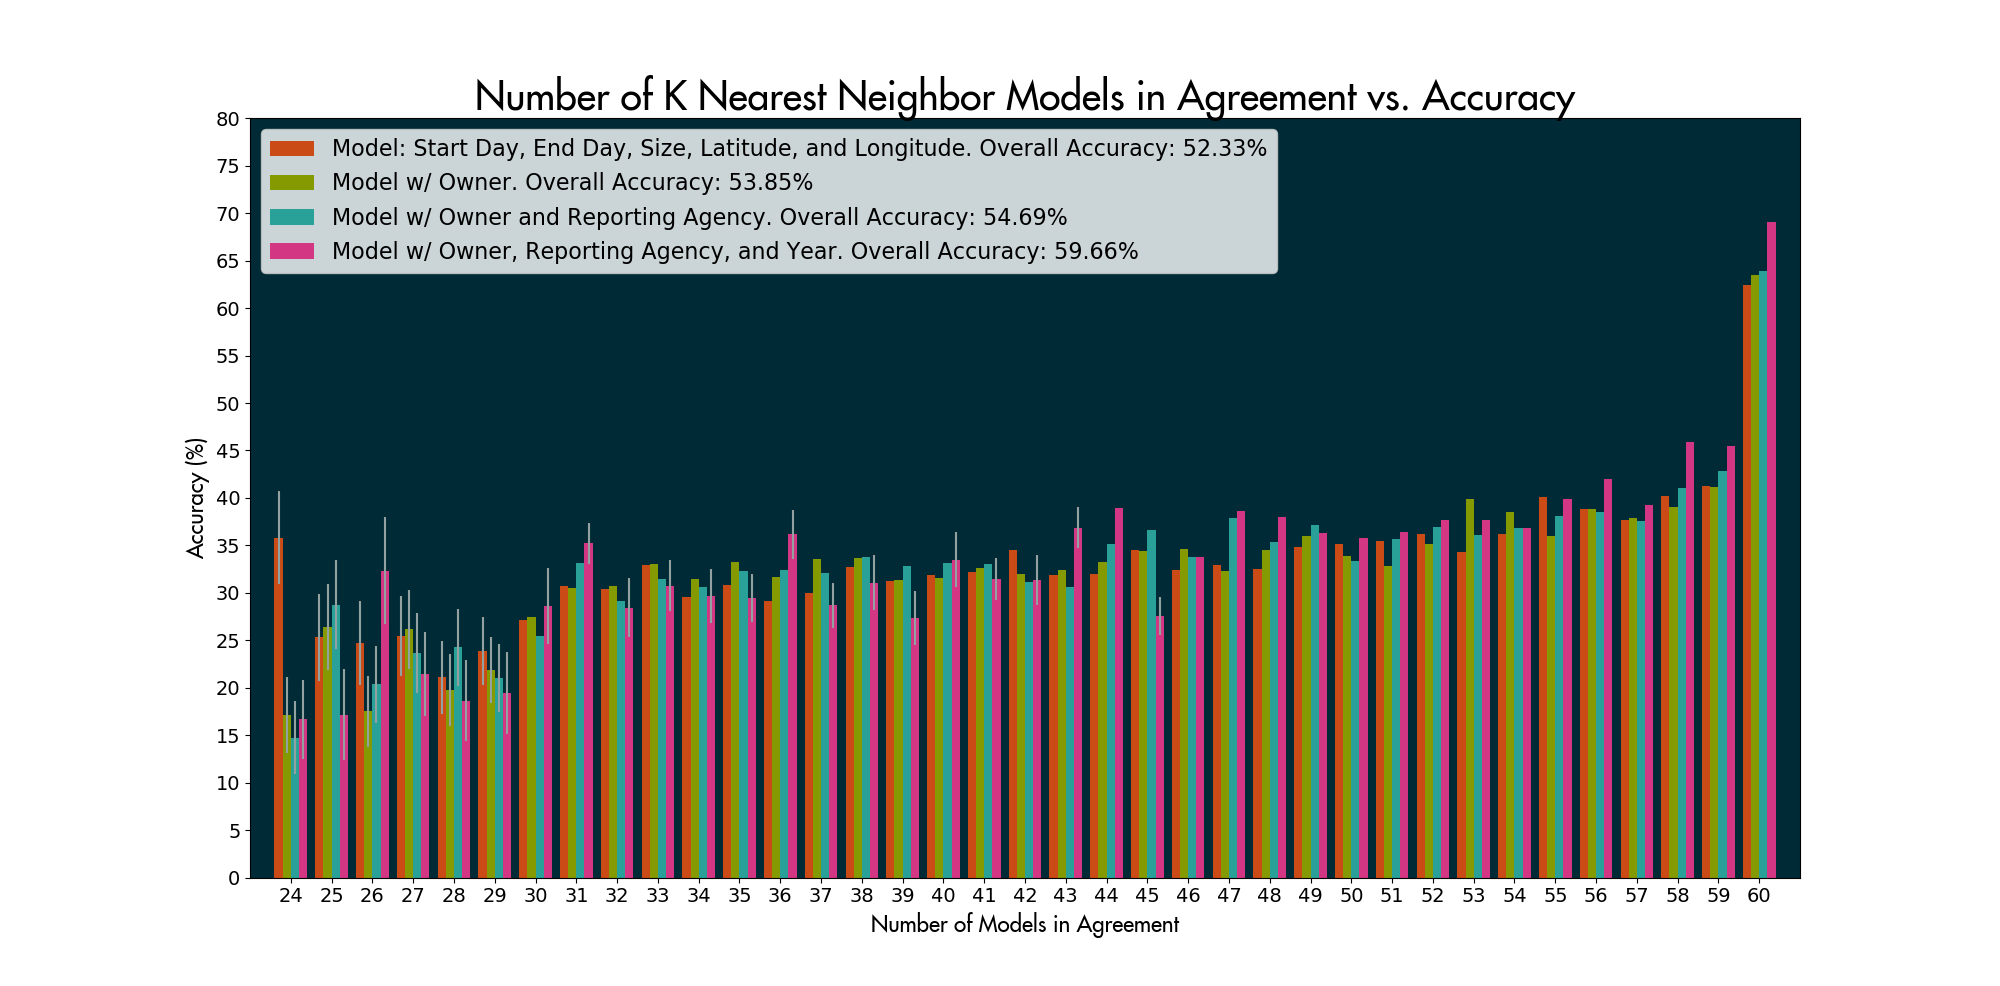 Number of K Nearest Neighbor Models in Agreement vs. Accuracy
Model: Start Day, End Day, Size, Latitude, and Longitude. Overall Accuracy: 52.33%
Model w/ Owner. Overall Accuracy: 53.85%
Model w/ Owner and Reporting Agency. Overall Accuracy: 54.69%
Model w/ Owner, Reporting Agency, and Year. Overall Accuracy: 59.66%
Accuracy (%)
80
75
70
65
60
55
50
45
40
35
30
25
20
15
10
5
0
24 25 26 27 28 29 30 31 32 33 34 35 36 37 38 39 40 41 42 43 44 45 46 47 48 49 50 51 52 53 54 55 56 57 58 59 60
Number of Models in Agreement